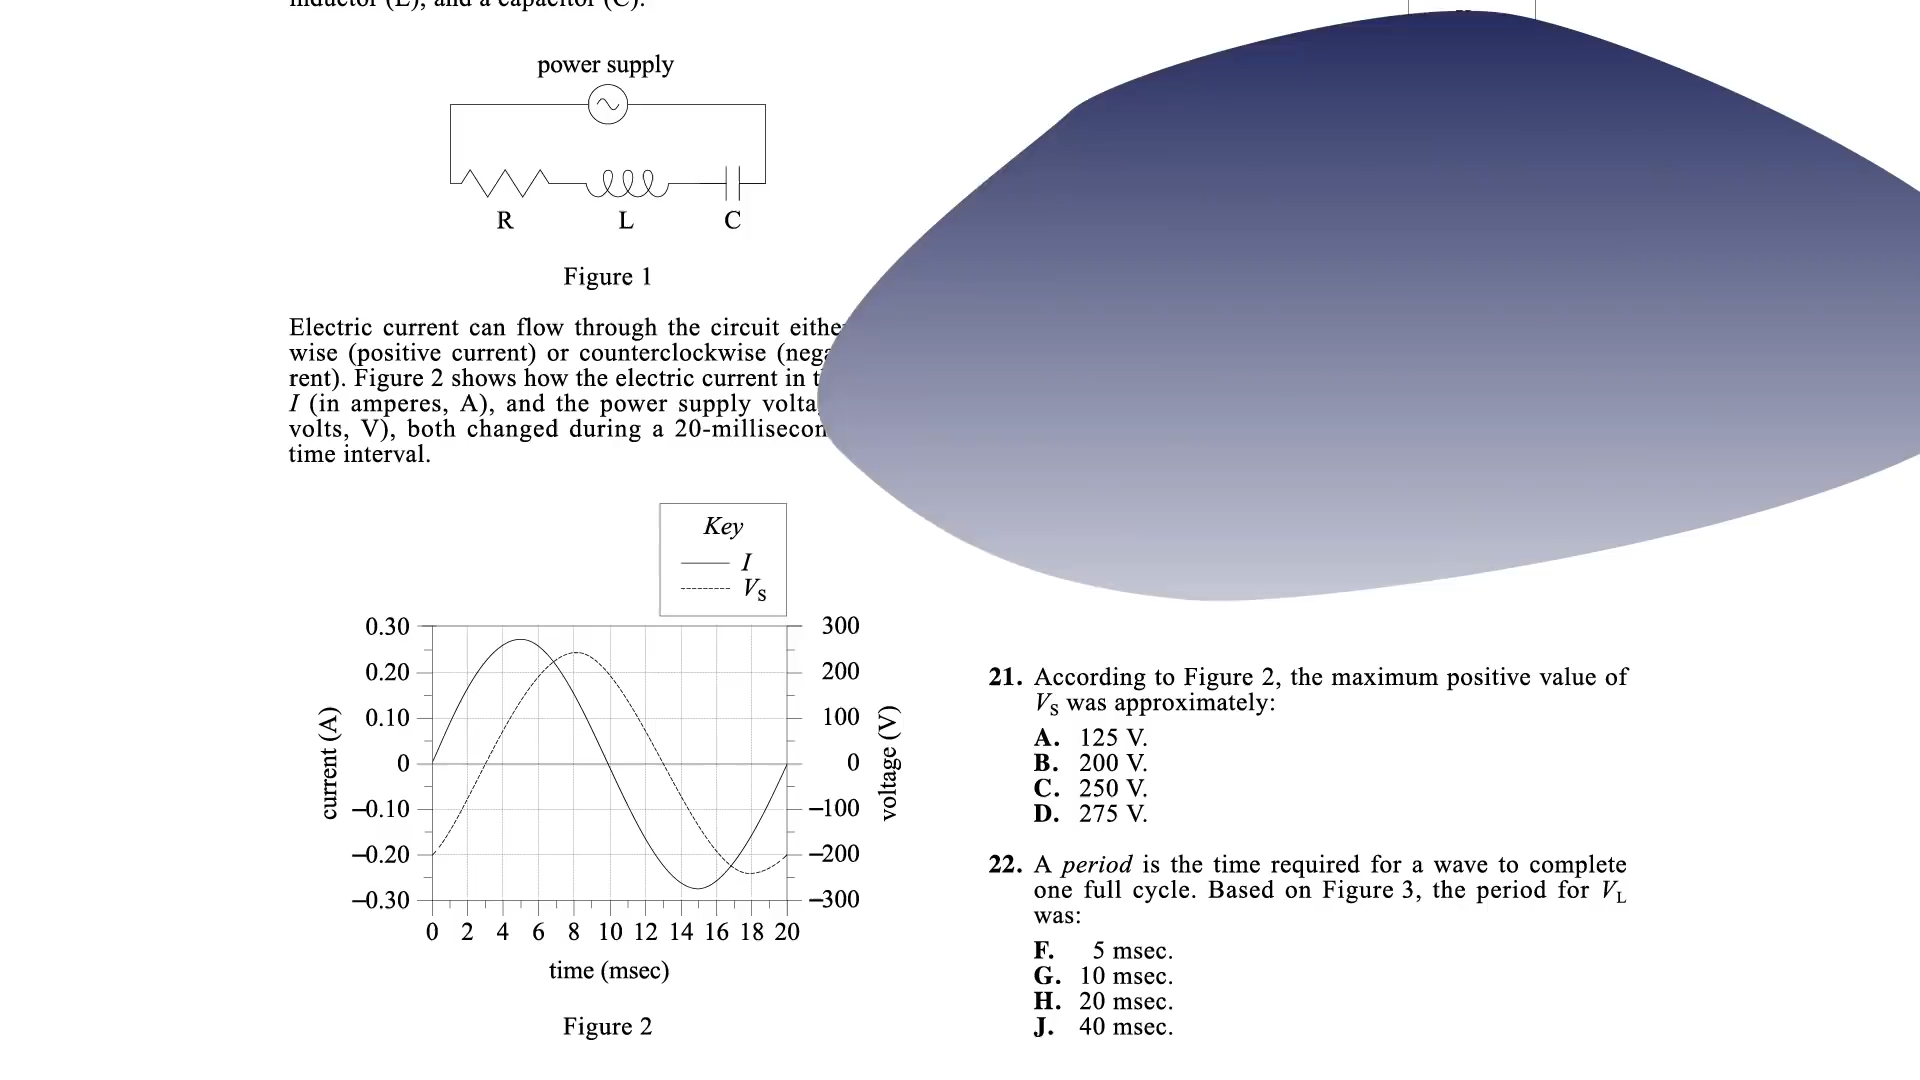 power supply
R L C
Figure 1
Electric current can flow through the circuit
wise (positive current) or counterclockwise
rent). Figure 2 shows how the electric current in
I (in amperes, A), and the power supply
volts, V), both changed during a
time interval.
Key
I
VS
0.30
0.20
0.10
0
–0.10
–0.20
–0.30
current (A)
300
200
100
0
–100
–200
–300
voltage (V)
0 2 4 6 8 10 12 14 16 18 20
time (msec)
Figure 2
21. According to Figure 2, the maximum positive value of
VS was approximately:
A. 125 V.
B. 200 V.
C. 250 V.
D. 275 V.
22. A period is the time required for a wave to complete
one full cycle. Based on Figure 3, the period for VL
was:
F. 5 msec.
G. 10 msec.
H. 20 msec.
J. 40 msec.